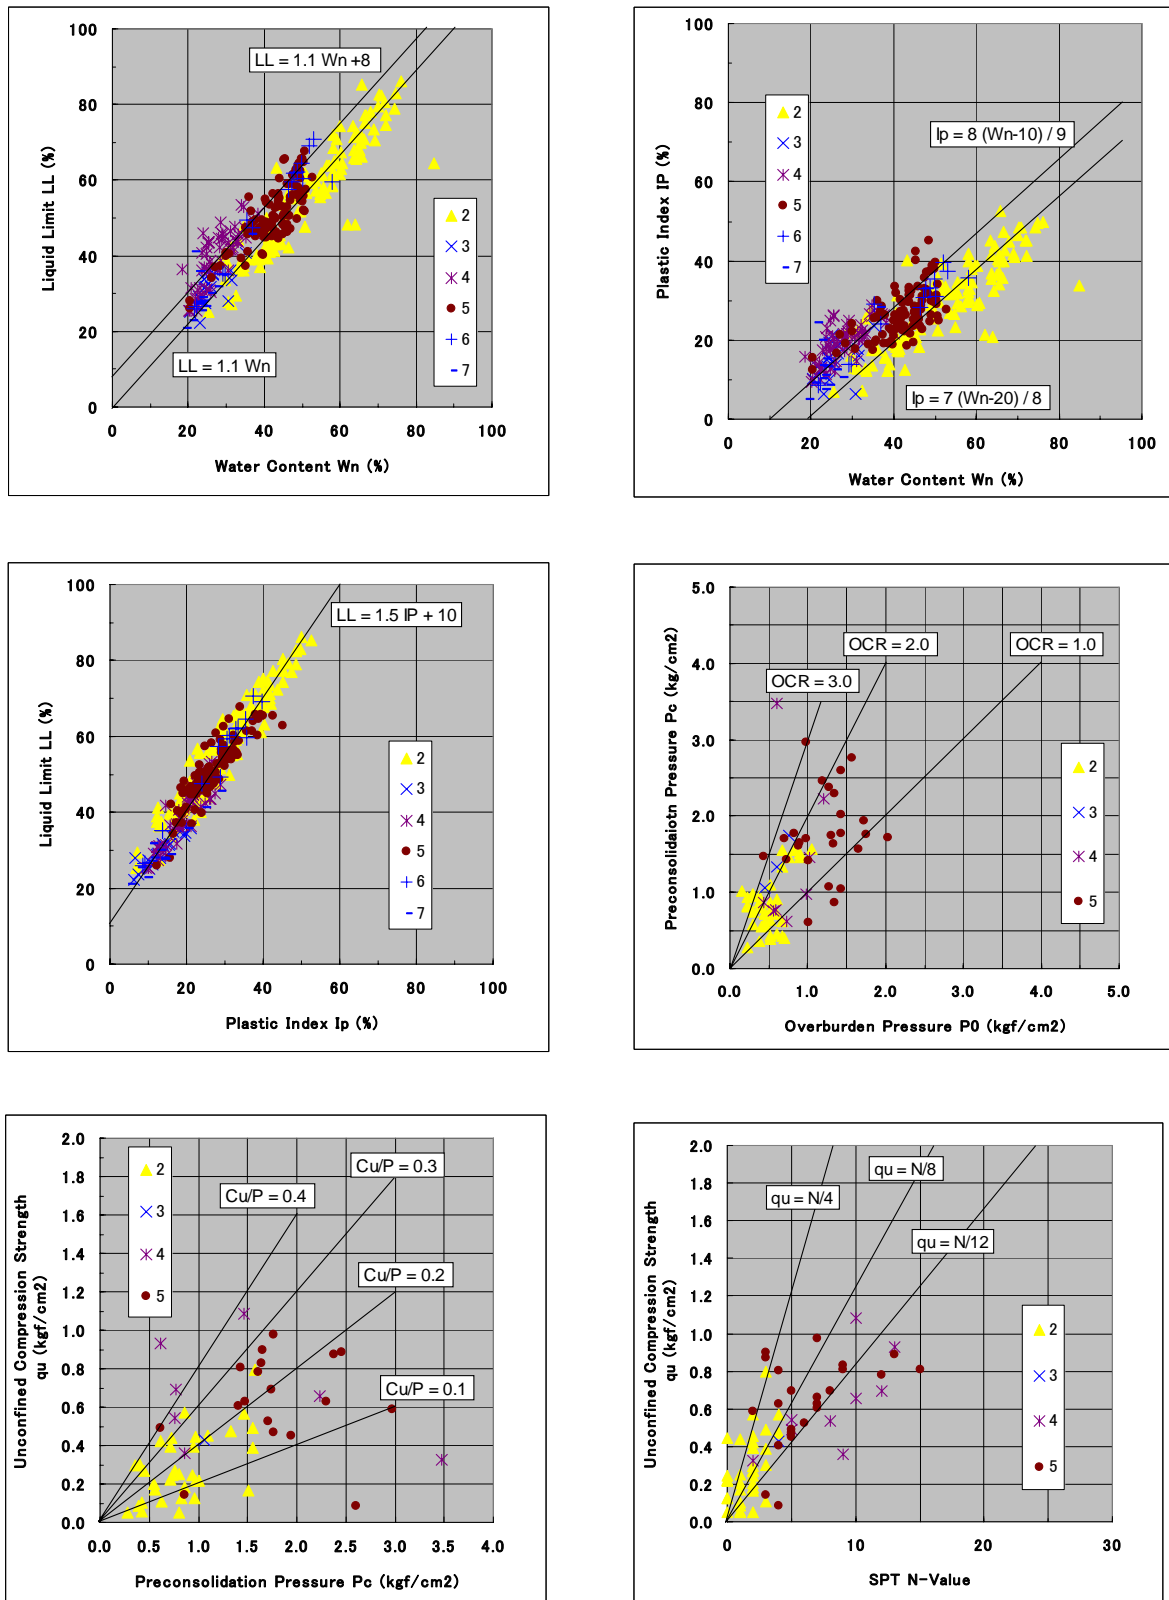 100
80
60
40
20
0
Liquid Limit LL (%)
LL = 1.1 Wn +8
LL = 1.1 Wn
2
3
4
5
6
7
0 20 40 60 80 100
Water Content Wn (%)
100
80
60
40
20
0
Plastic Index IP (%)
2
3
4
5
6
7
Ip = 8 (Wn-10) / 9
Ip = 7 (Wn-20) / 8
0 20 40 60 80 100
Water Content Wn (%)
100
80
60
40
20
0
Liquid Limit LL (%)
LL = 1.5 IP + 10
2
3
4
5
6
7
0 20 40 60 80 100
Plastic Index Ip (%)
5.0
4.0
3.0
2.0
1.0
0.0
Preconsolidaiotn Pressure Pc (kg/cm2)
OCR = 2.0
OCR = 1.0
OCR = 3.0
2
3
4
5
0.0 1.0 2.0 3.0 4.0 5.0
Overburden Pressure P0 (kgf/cm2)
2.0
1.8
1.6
1.4
1.2
1.0
0.8
0.6
0.4
0.2
0.0
Unconfined Compression Strength
qu (kgf/cm2)
2
3
4
5
Cu/P = 0.3
Cu/P = 0.4
Cu/P = 0.2
Cu/P = 0.1
0.0 0.5 1.0 1.5 2.0 2.5 3.0 3.5 4.0
Preconsolidation Pressure Pc (kgf/cm2)
2.0
1.8
1.6
1.4
1.2
1.0
0.8
0.6
0.4
0.2
0.0
Unconfined Compression Strength
qu (kgf/cm2)
qu = N/8
qu = N/4
qu = N/12
2
3
4
5
0 10 20 30
SPT N-Value